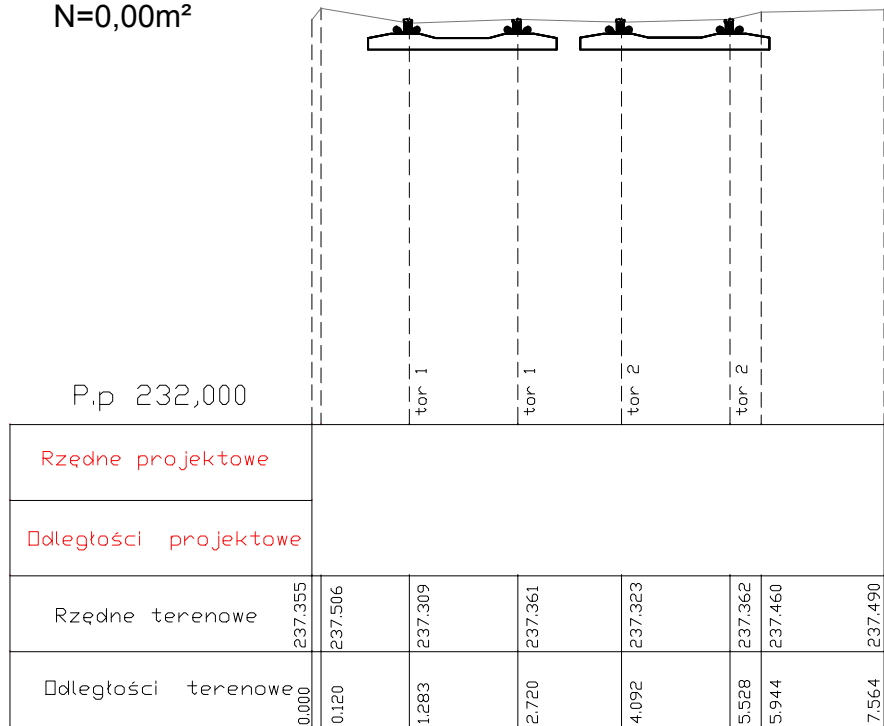 N=0,00m²
tor 1
tor 1
tor 2
tor 2
P.p 232,000
Rzędne projektowe
Odległości projektowe
Rzędne terenowe
237.355
237.506
237.309
237.361
237.323
237.362
237.460
237.490
Odległości terenowe
0.000
0.120
1.283
2.720
4.092
5.528
5.944
7.564